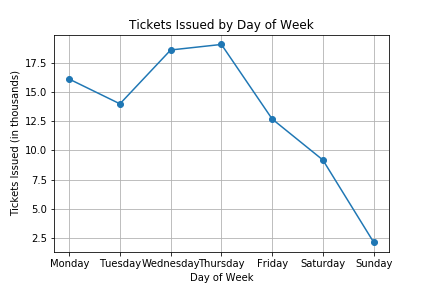 Tickets Issued by Day of Week
Tickets Issued (in thousands)
17.5
15.0
12.5
10.0
7.5
5.0
2.5
Monday Tuesday Wednesday Thursday Friday Saturday Sunday
Day of Week